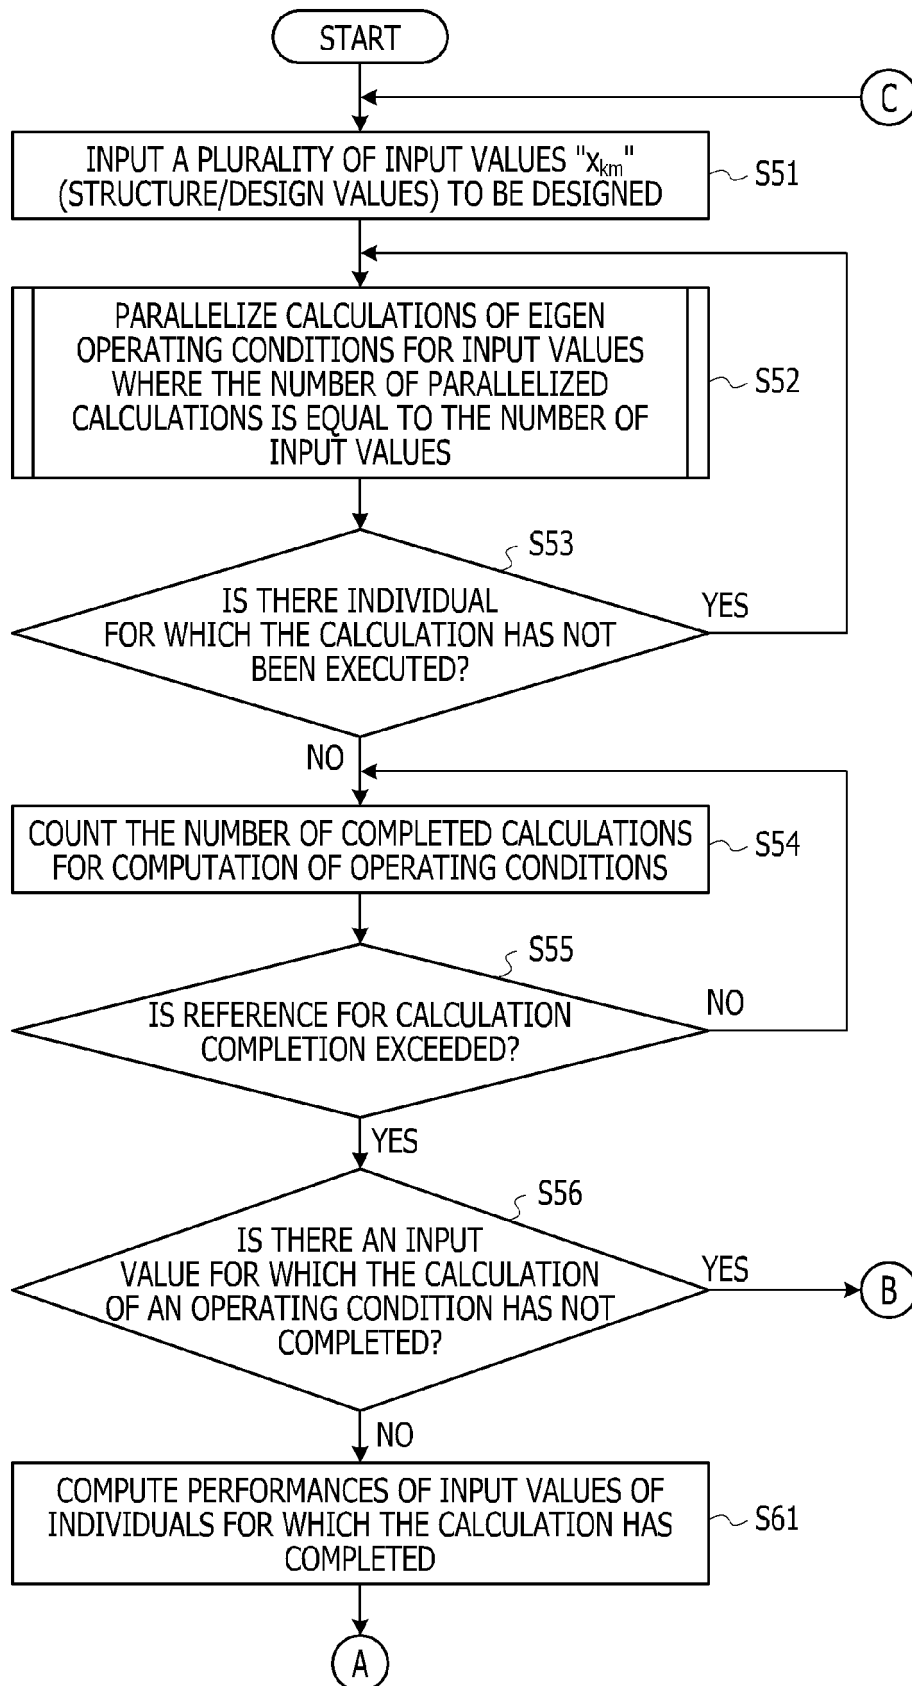 START
C
INPUT A PLURALITY OF INPUT VALUES "xkm"
(STRUCTURE/DESIGN VALUES) TO BE DESIGNED
S51
PARALLELIZE CALCULATIONS OF EIGEN
OPERATING CONDITIONS FOR INPUT VALUES
WHERE THE NUMBER OF PARALLELIZED
CALCULATIONS IS EQUAL TO THE NUMBER OF
INPUT VALUES
S52
S53
IS THERE INDIVIDUAL
FOR WHICH THE CALCULATION HAS NOT
BEEN EXECUTED?
YES
NO
COUNT THE NUMBER OF COMPLETED CALCULATIONS
FOR COMPUTATION OF OPERATING CONDITIONS
S54
S55
IS REFERENCE FOR CALCULATION
COMPLETION EXCEEDED?
NO
YES
S56
IS THERE AN INPUT
VALUE FOR WHICH THE CALCULATION
OF AN OPERATING CONDITION HAS NOT
COMPLETED?
YES
B
NO
COMPUTE PERFORMANCES OF INPUT VALUES OF
INDIVIDUALS FOR WHICH THE CALCULATION HAS
COMPLETED
S61
A